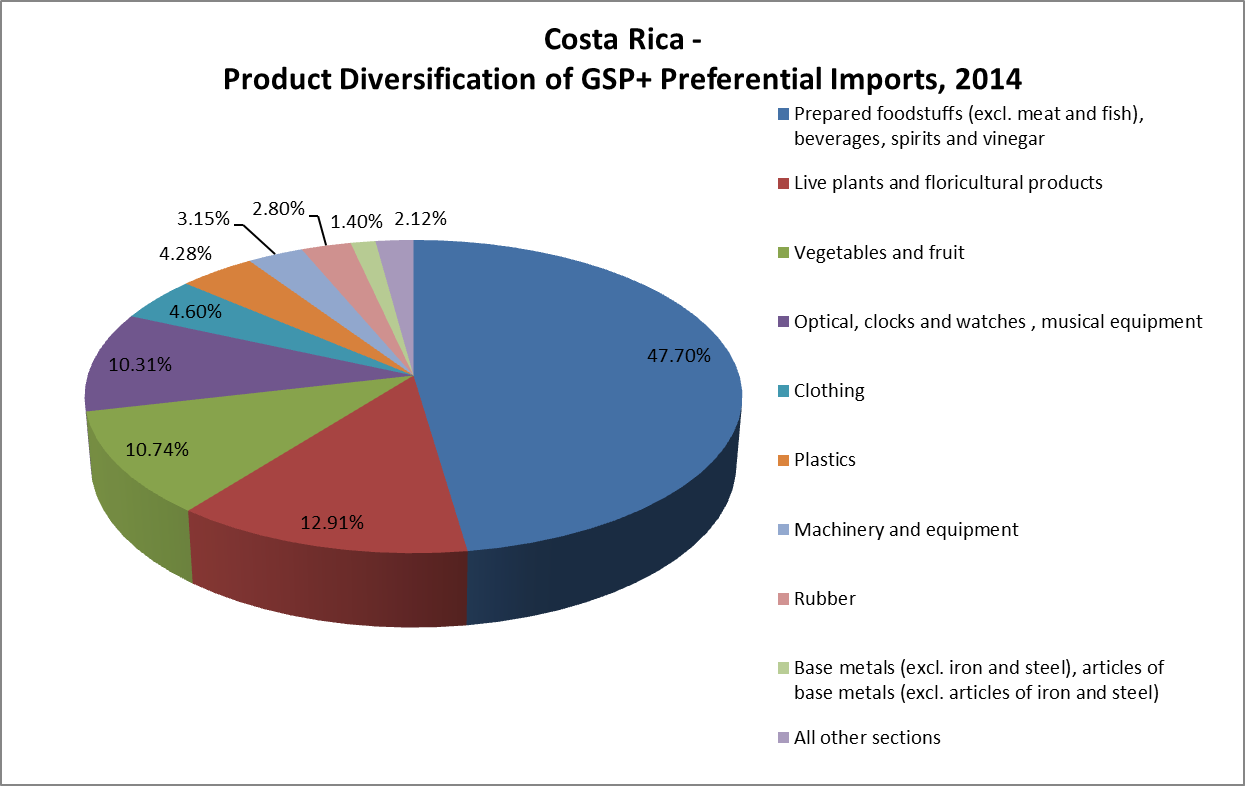 Costa Rica -
Product Diversification of GSP+ Preferential Imports, 2014
Prepared foodstuffs (excl. meat and fish),
beverages, spirits and vinegar
Live plants and floricultural products
Vegetables and fruit
Optical, clocks and watches , musical equipment
Clothing
Plastics
Machinery and equipment
Rubber
Base metals (excl. iron and steel), articles of
base metals (excl. articles of iron and steel)
All other sections
47.70%
12.91%
10.74%
10.31%
4.60%
4.28%
3.15%
2.80%
1.40%
2.12%